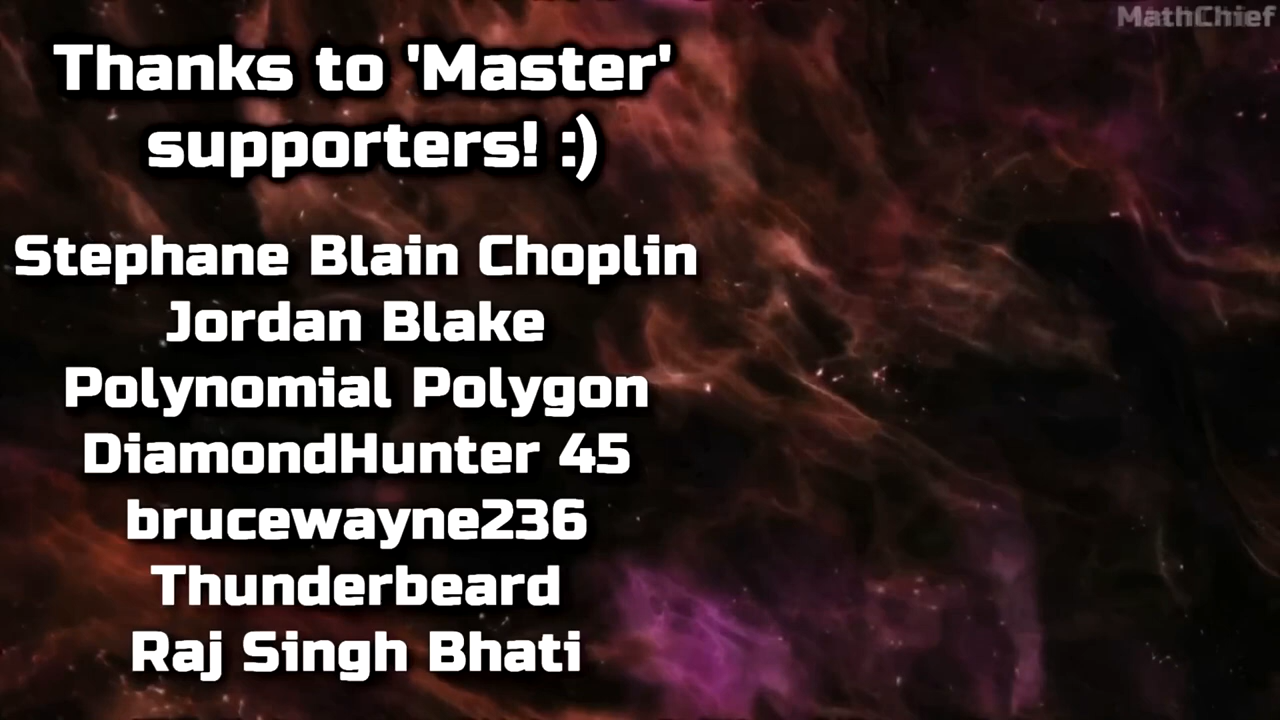 MathChief
Thanks to 'Master'
supporters! :)
Stephane Blain Choplin
Jordan Blake
Polynomial Polygon
DiamondHunter 45
brucewayne236
Thunderbeard
Raj Singh Bhati